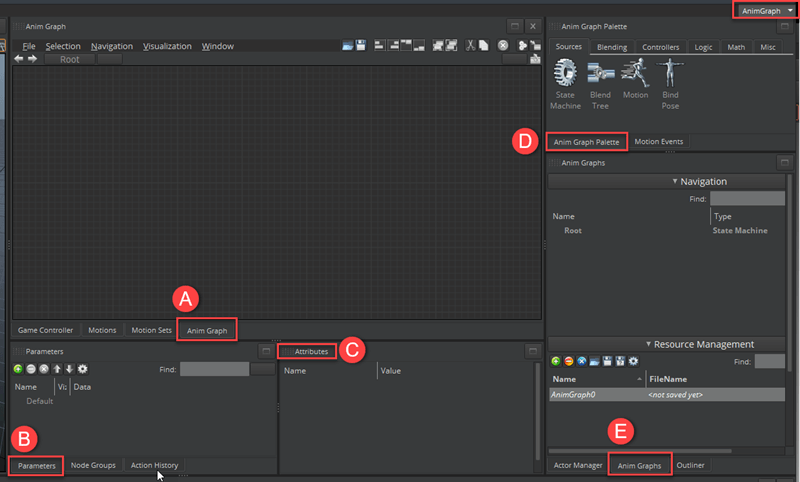 AnimGraph
Anim Graph
File Selection Navigation Visualization Window
Root
A
Game Controller Motions Motion Sets Anim Graph
Parameters
Find:
Name Vi: Data
Default
B
Parameters Node Groups Action History
Attributes
C
Name Value
Anim Graph Palette
Sources Blending Controllers Logic Math Misc
State Machine
Blend Tree
Motion
Bind Pose
D
Anim Graph Palette Motion Events
Anim Graphs
Navigation
Find:
Name Type
Root State Machine
Resource Management
Find:
Name FileName
AnimGraph0 <not saved yet>
E
Actor Manager Anim Graphs Outliner